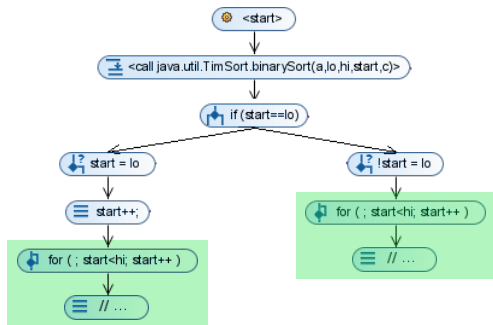 <start>
<call java.util.TimSort.binarySort(a,lo,hi,start,c)>
if (start==lo)
start = lo
!start = lo
start++;
for ( ; start<hi; start++ )
for ( ; start<hi; start++ )
// ...
// ...